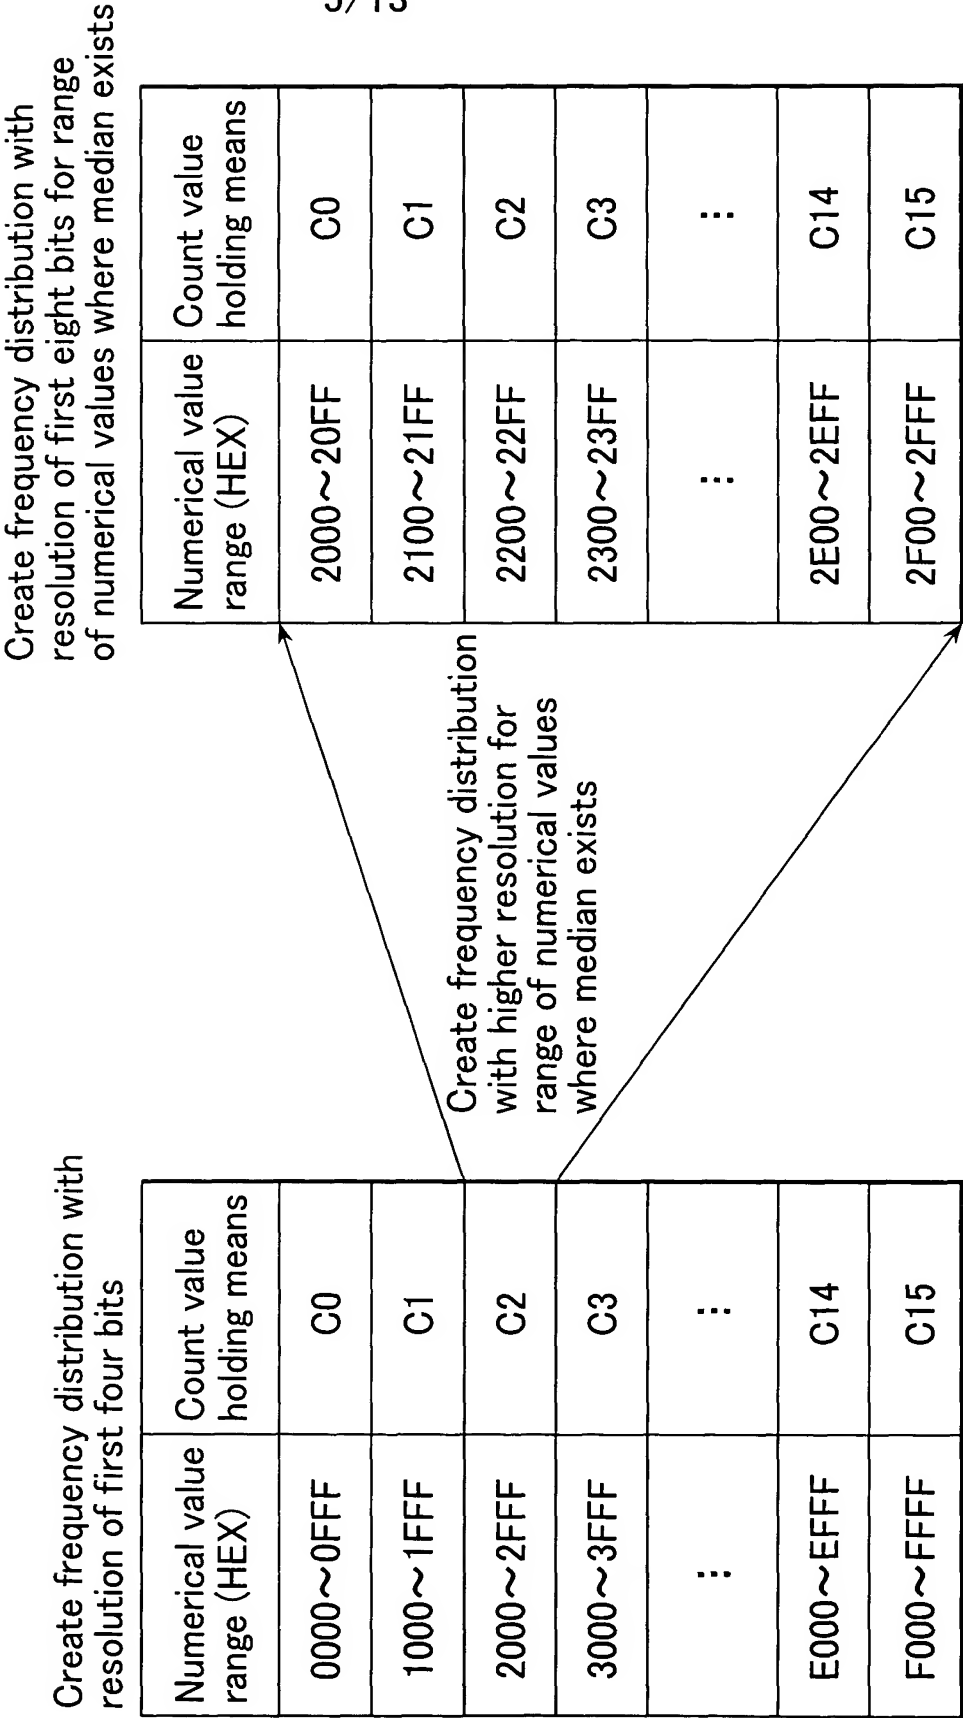 5/13
Create frequency distribution with
resolution of first four bits
Numerical value
range (HEX)
Count value
holding means
0000~0FFF C0
1000~1FFF C1
2000~2FFF C2
3000~3FFF C3
⋮ ⋮
E000~EFFF C14
F000~FFFF C15
Create frequency distribution
with higher resolution for
range of numerical values
where median exists
Create frequency distribution with
resolution of first eight bits for range
of numerical values where median exists
Numerical value
range (HEX)
Count value
holding means
2000~20FF C0
2100~21FF C1
2200~22FF C2
2300~23FF C3
⋮ ⋮
2E00~2EFF C14
2F00~2FFF C15